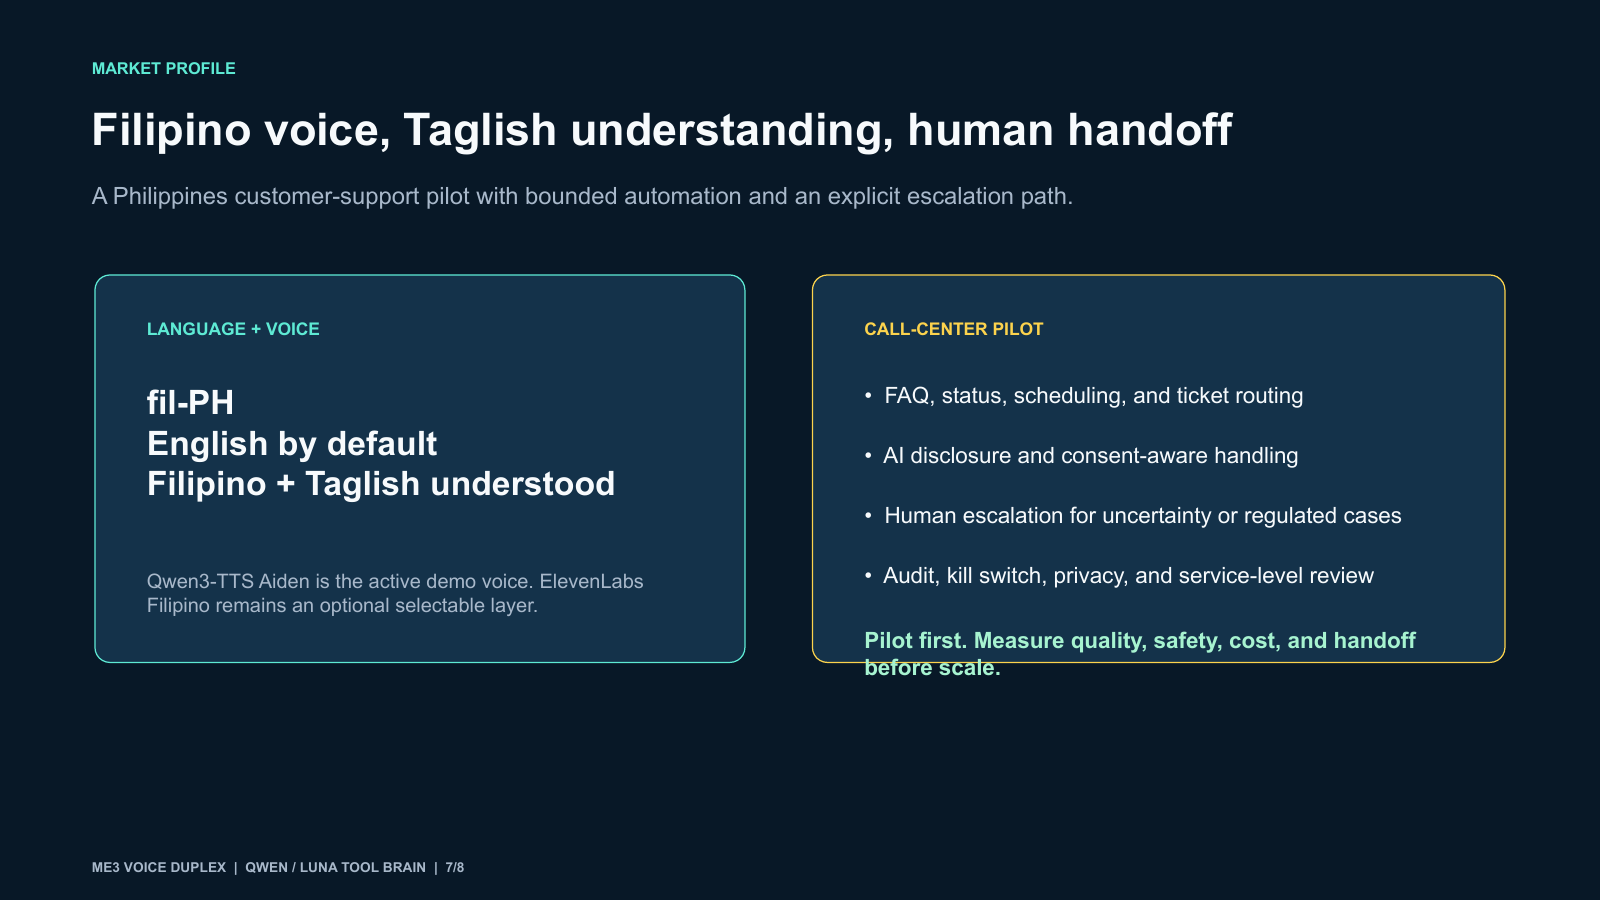 MARKET PROFILE
Filipino voice, Taglish understanding, human handoff
A Philippines customer-support pilot with bounded automation and an explicit escalation path.
LANGUAGE + VOICE
fil-PH
English by default
Filipino + Taglish understood
Qwen3-TTS Aiden is the active demo voice. ElevenLabs
Filipino remains an optional selectable layer.
CALL-CENTER PILOT
• FAQ, status, scheduling, and ticket routing
• AI disclosure and consent-aware handling
• Human escalation for uncertainty or regulated cases
• Audit, kill switch, privacy, and service-level review
Pilot first. Measure quality, safety, cost, and handoff
before scale.
ME3 VOICE DUPLEX | QWEN / LUNA TOOL BRAIN | 7/8